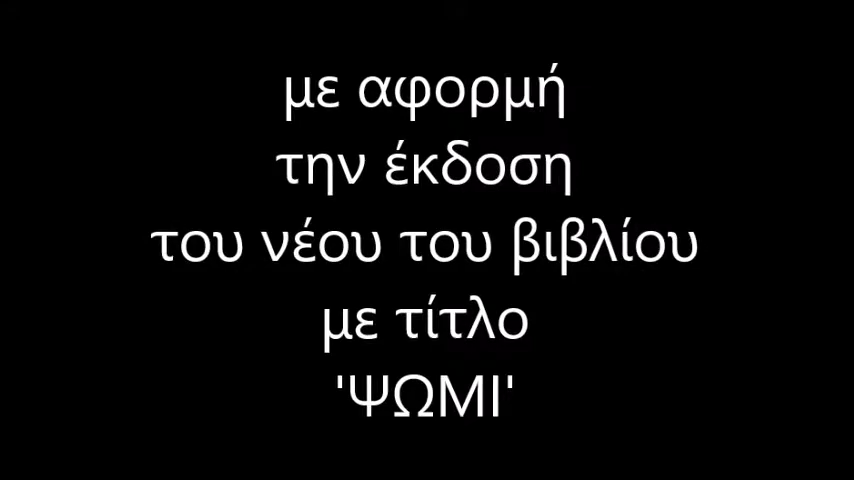 με αφορμή
την έκδοση
του νέου του βιβλίου
με τίτλο
'ΨΩΜΙ'